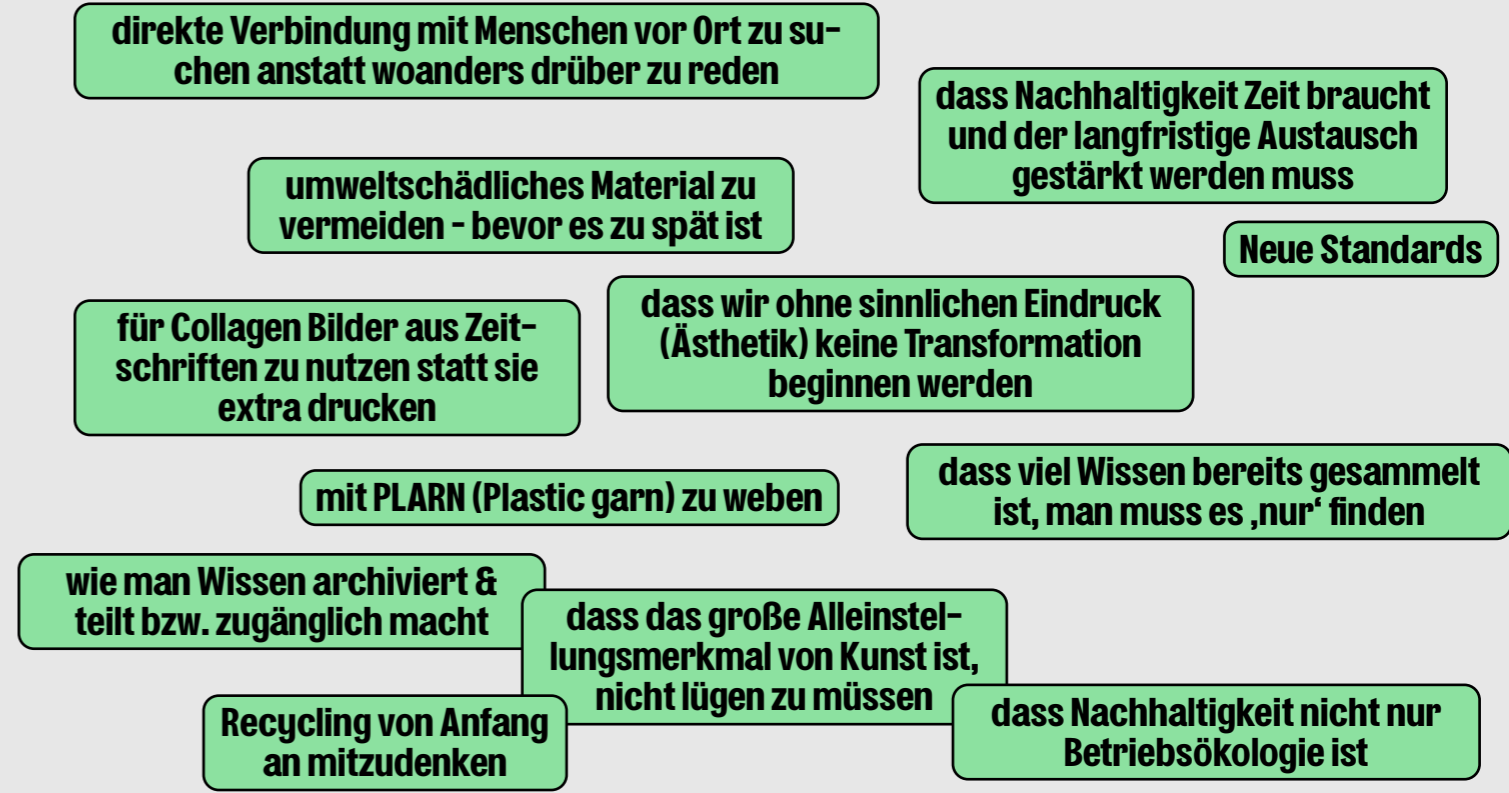 direkte Verbindung mit Menschen vor Ort zu su-
chen anstatt woanders drüber zu reden
dass Nachhaltigkeit Zeit braucht
und der langfristige Austausch
gestärkt werden muss
umweltschädliches Material zu
vermeiden - bevor es zu spät ist
Neue Standards
dass wir ohne sinnlichen Eindruck
(Ästhetik) keine Transformation
beginnen werden
für Collagen Bilder aus Zeit-
schriften zu nutzen statt sie
extra drucken
dass viel Wissen bereits gesammelt
ist, man muss es ‚nur‘ finden
mit PLARN (Plastic garn) zu weben
wie man Wissen archiviert &
teilt bzw. zugänglich macht
dass das große Alleinstel-
lungsmerkmal von Kunst ist,
nicht lügen zu müssen
dass Nachhaltigkeit nicht nur
Betriebsökologie ist
Recycling von Anfang
an mitzudenken